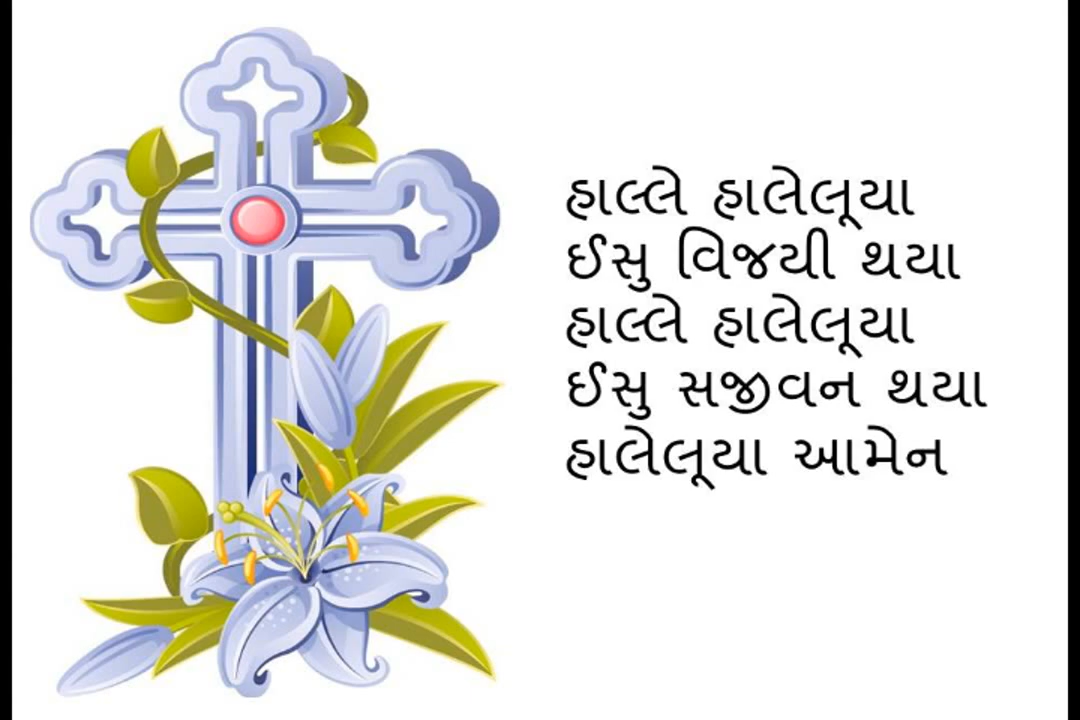 હાલ્લે હાલેલૂયા
ઈસુ વિજયી થયા
હાલ્લે હાલેલૂયા
ઈસુ સજીવન થયા
હાલેલૂયા આમેન